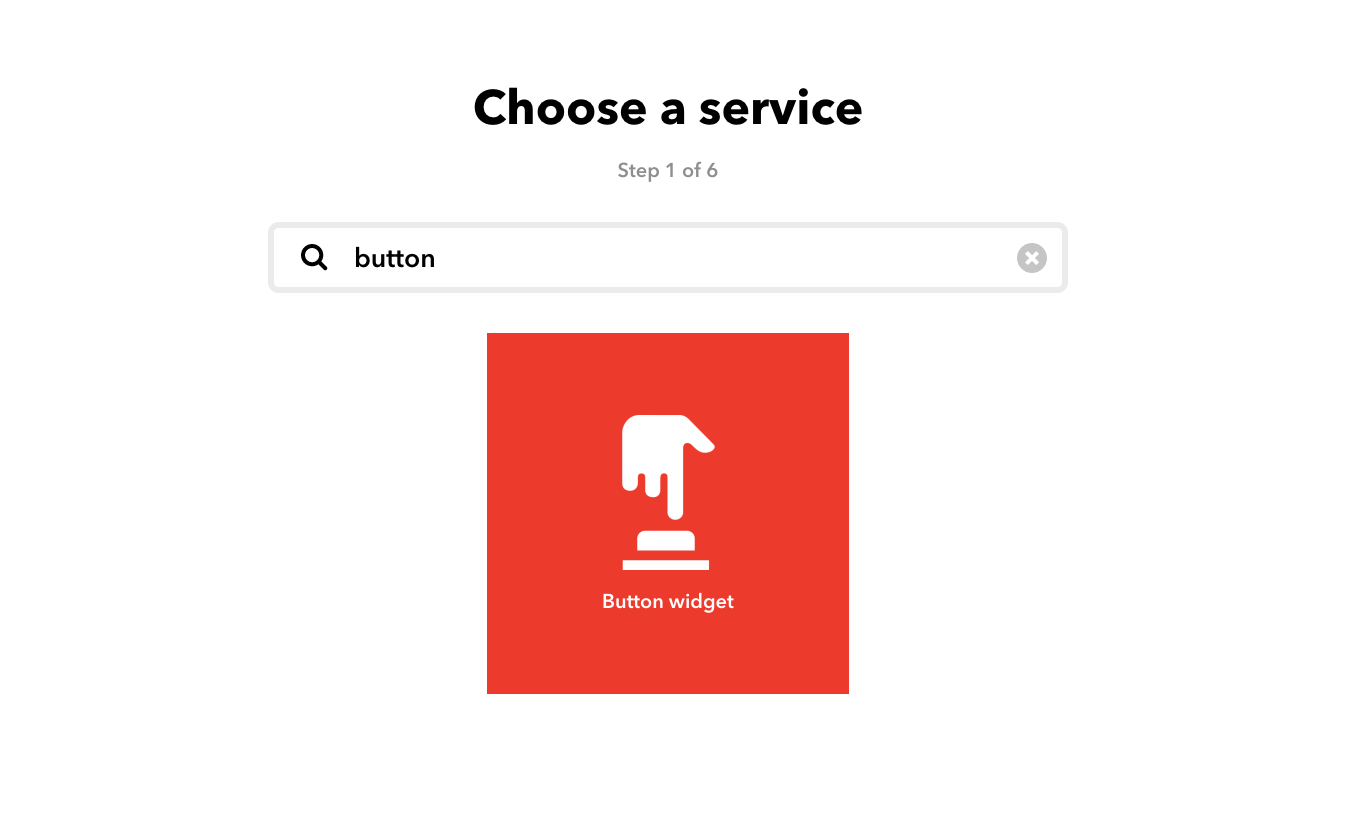 Choose a service
Step 1 of 6
button
Button widget